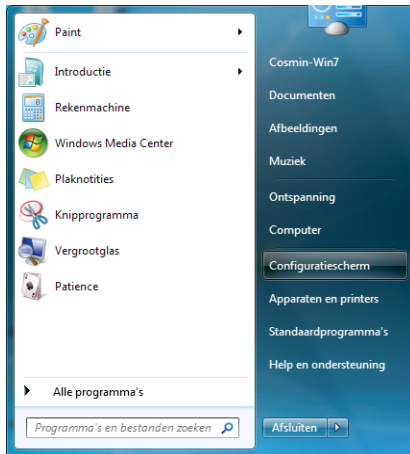 Paint
Introductie
Rekenmachine
Windows Media Center
Plaknotities
Knipprogramma
Vergrootglas
Patience
Alle programma's
Programma's en bestanden zoeken
Cosmin-Win7
Documenten
Afbeeldingen
Muziek
Ontspanning
Computer
Configuratiescherm
Apparaten en printers
Standaardprogramma's
Help en ondersteuning
Afsluiten